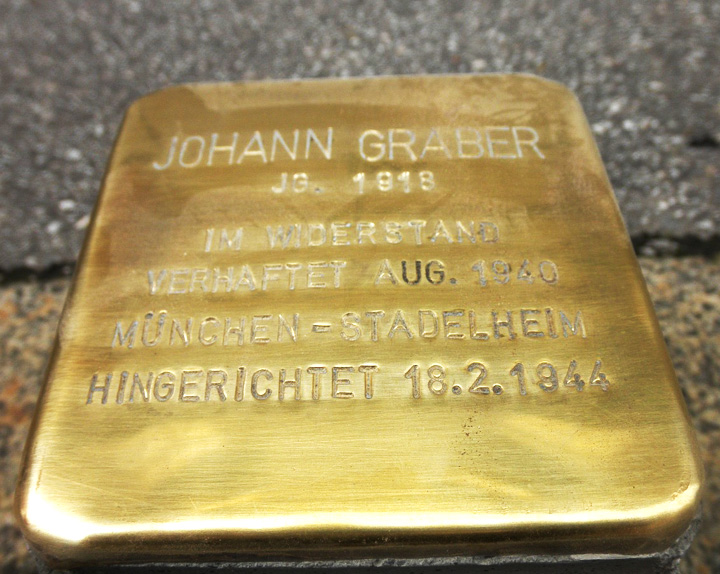 JOHANN GRABER
JG. 1918
IM WIDERSTAND
VERHAFTET AUG. 1940
MÜNCHEN - STADELHEIM
HINGERICHTET 18.2.1944